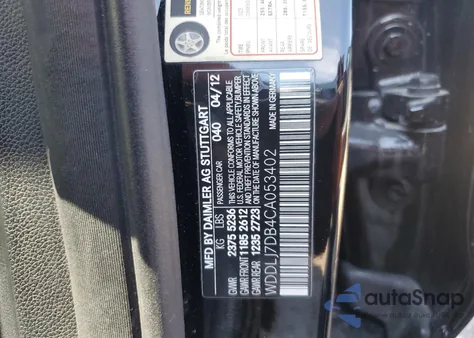 MFD BY DAIMLER AG STUTTGART
PASSENGER CAR 040 04/12
THIS VEHICLE CONFORMS TO ALL APPLICABLE
U.S. FEDERAL MOTOR VEHICLE SAFETY, BUMPER
AND THEFT PREVENTION STANDARDS IN EFFECT
ON THE DATE OF MANUFACTURE SHOWN ABOVE
KG LBS
GVWR 2375 5236
GAWR FRONT 1185 2612
GAWR REAR 1235 2723
MADE IN GERMANY
WDDLJ7DB4CA053402
autoSnap